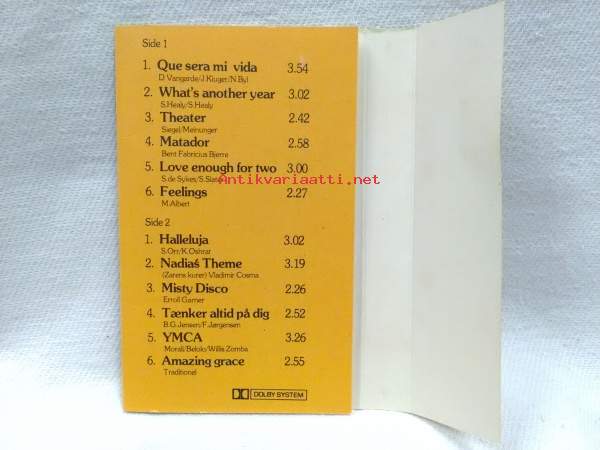 Side 1
1. Que sera mi vida 3.54
D. Vangarde/J. Kluger/N. Byl
2. What's another year 3.02
S. Healy/S. Healy
3. Theater 2.42
Siegel/Meinunger
4. Matador 2.58
Bent Fabricius Bjerre
5. Love enough for two 3.00
S. de Sykes/S.
6. Feelings 2.27
M. Albert
Antikvariaatti.net
Side 2
1. Halleluja 3.02
S. Orr/K. Oshrat
2. Nadiaś Theme 3.19
(Zarens kurer) Vladimir Cosma
3. Misty Disco 2.26
Erroll Garner
4. Tænker altid på dig 2.52
B.G. Jensen/F. Jørgensen
5. YMCA 3.26
Morali/Belolo/Willis Zomba
6. Amazing grace 2.55
Traditionel
DOLBY SYSTEM